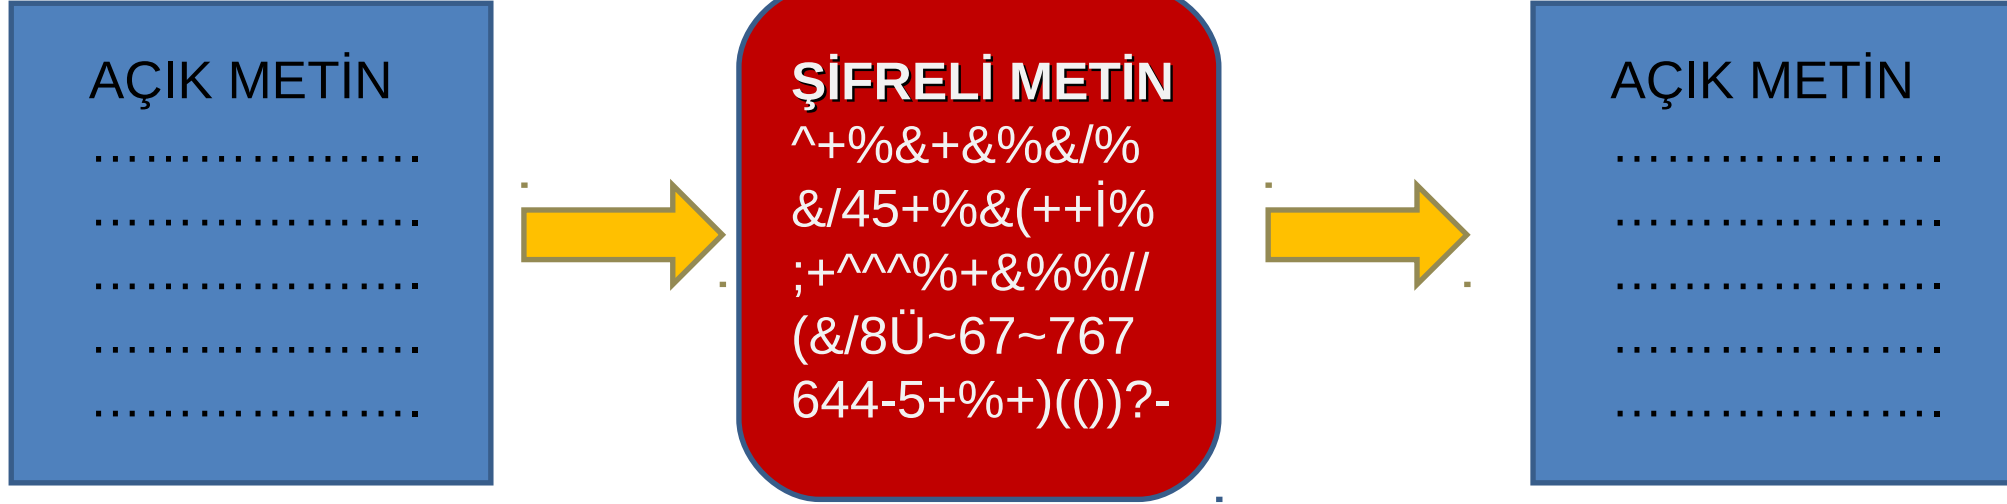 AÇIK METİN
………………….
………………….
………………….
………………….
………………….
ŞİFRELİ METİN
^+%&+&%&/%
&/45+%&(++İ%
;+^^^%+&%%//
(&/8Ü~67~767
644-5+%+)(())?-
AÇIK METİN
………………….
………………….
………………….
………………….
………………….